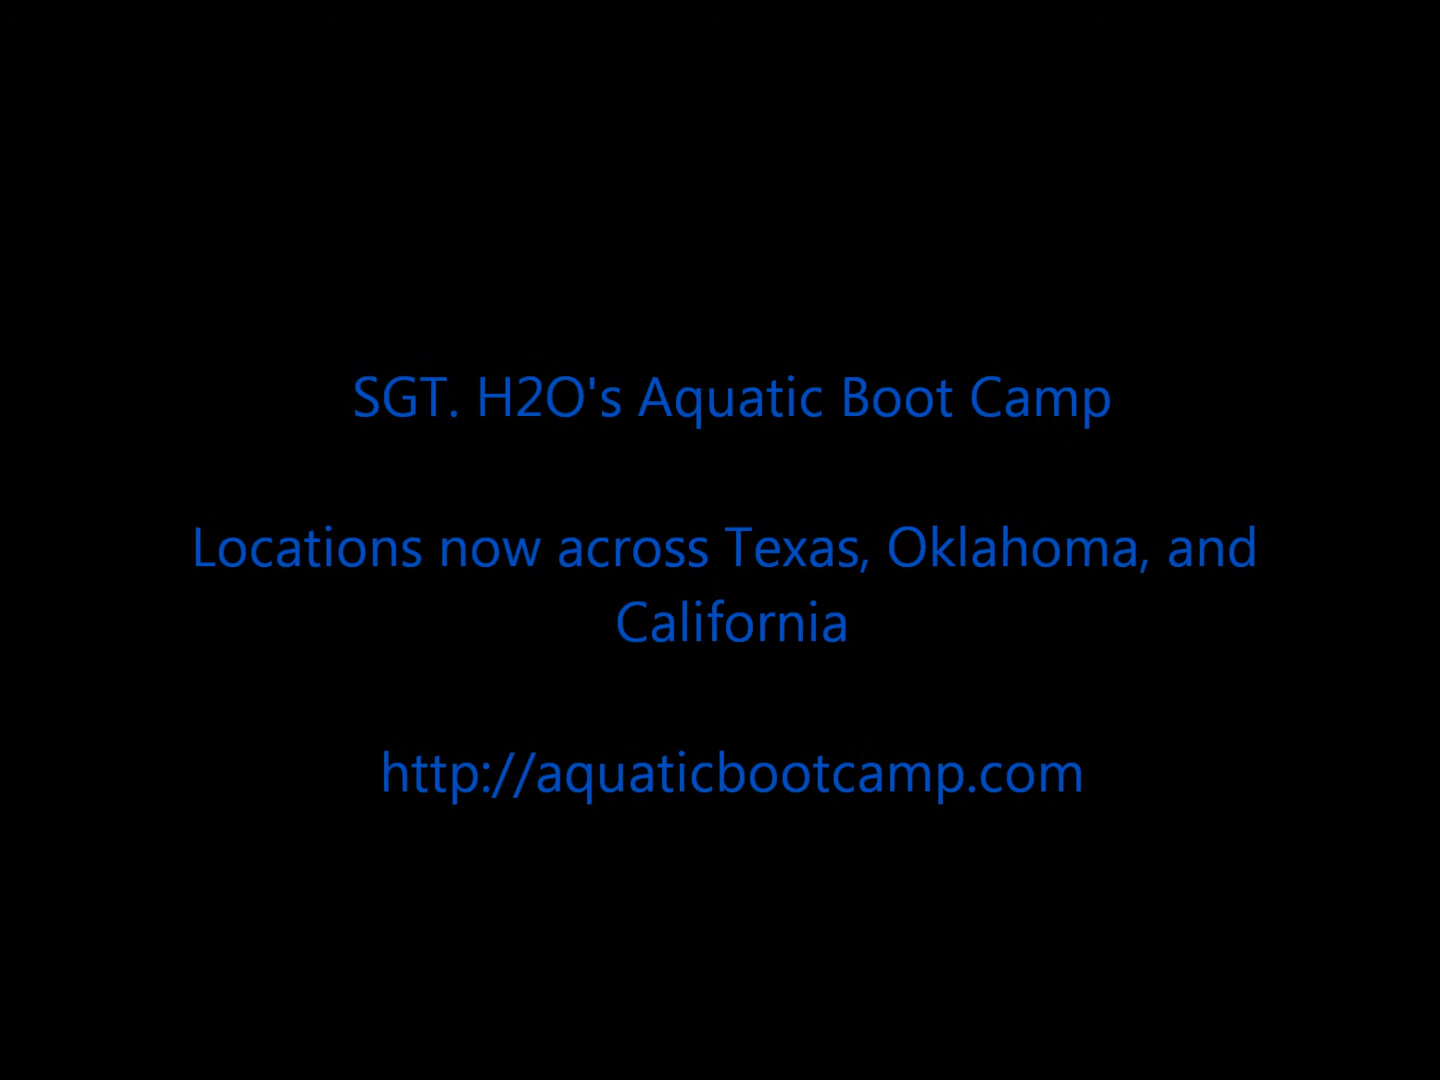 SGT. H2O's Aquatic Boot Camp
Locations now across Texas, Oklahoma, and
California
http://aquaticbootcamp.com